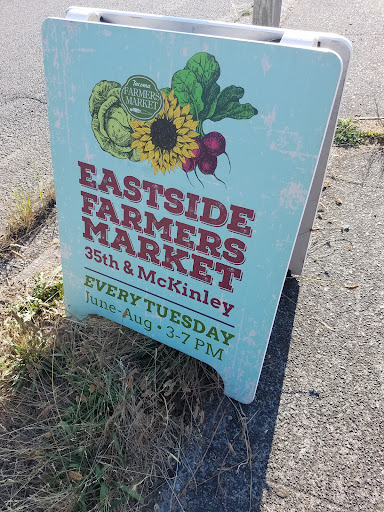 Tacoma
FARMERS
MARKET
EASTSIDE
FARMERS
MARKET
35th & McKinley
EVERY TUESDAY
June-Aug • 3-7 PM